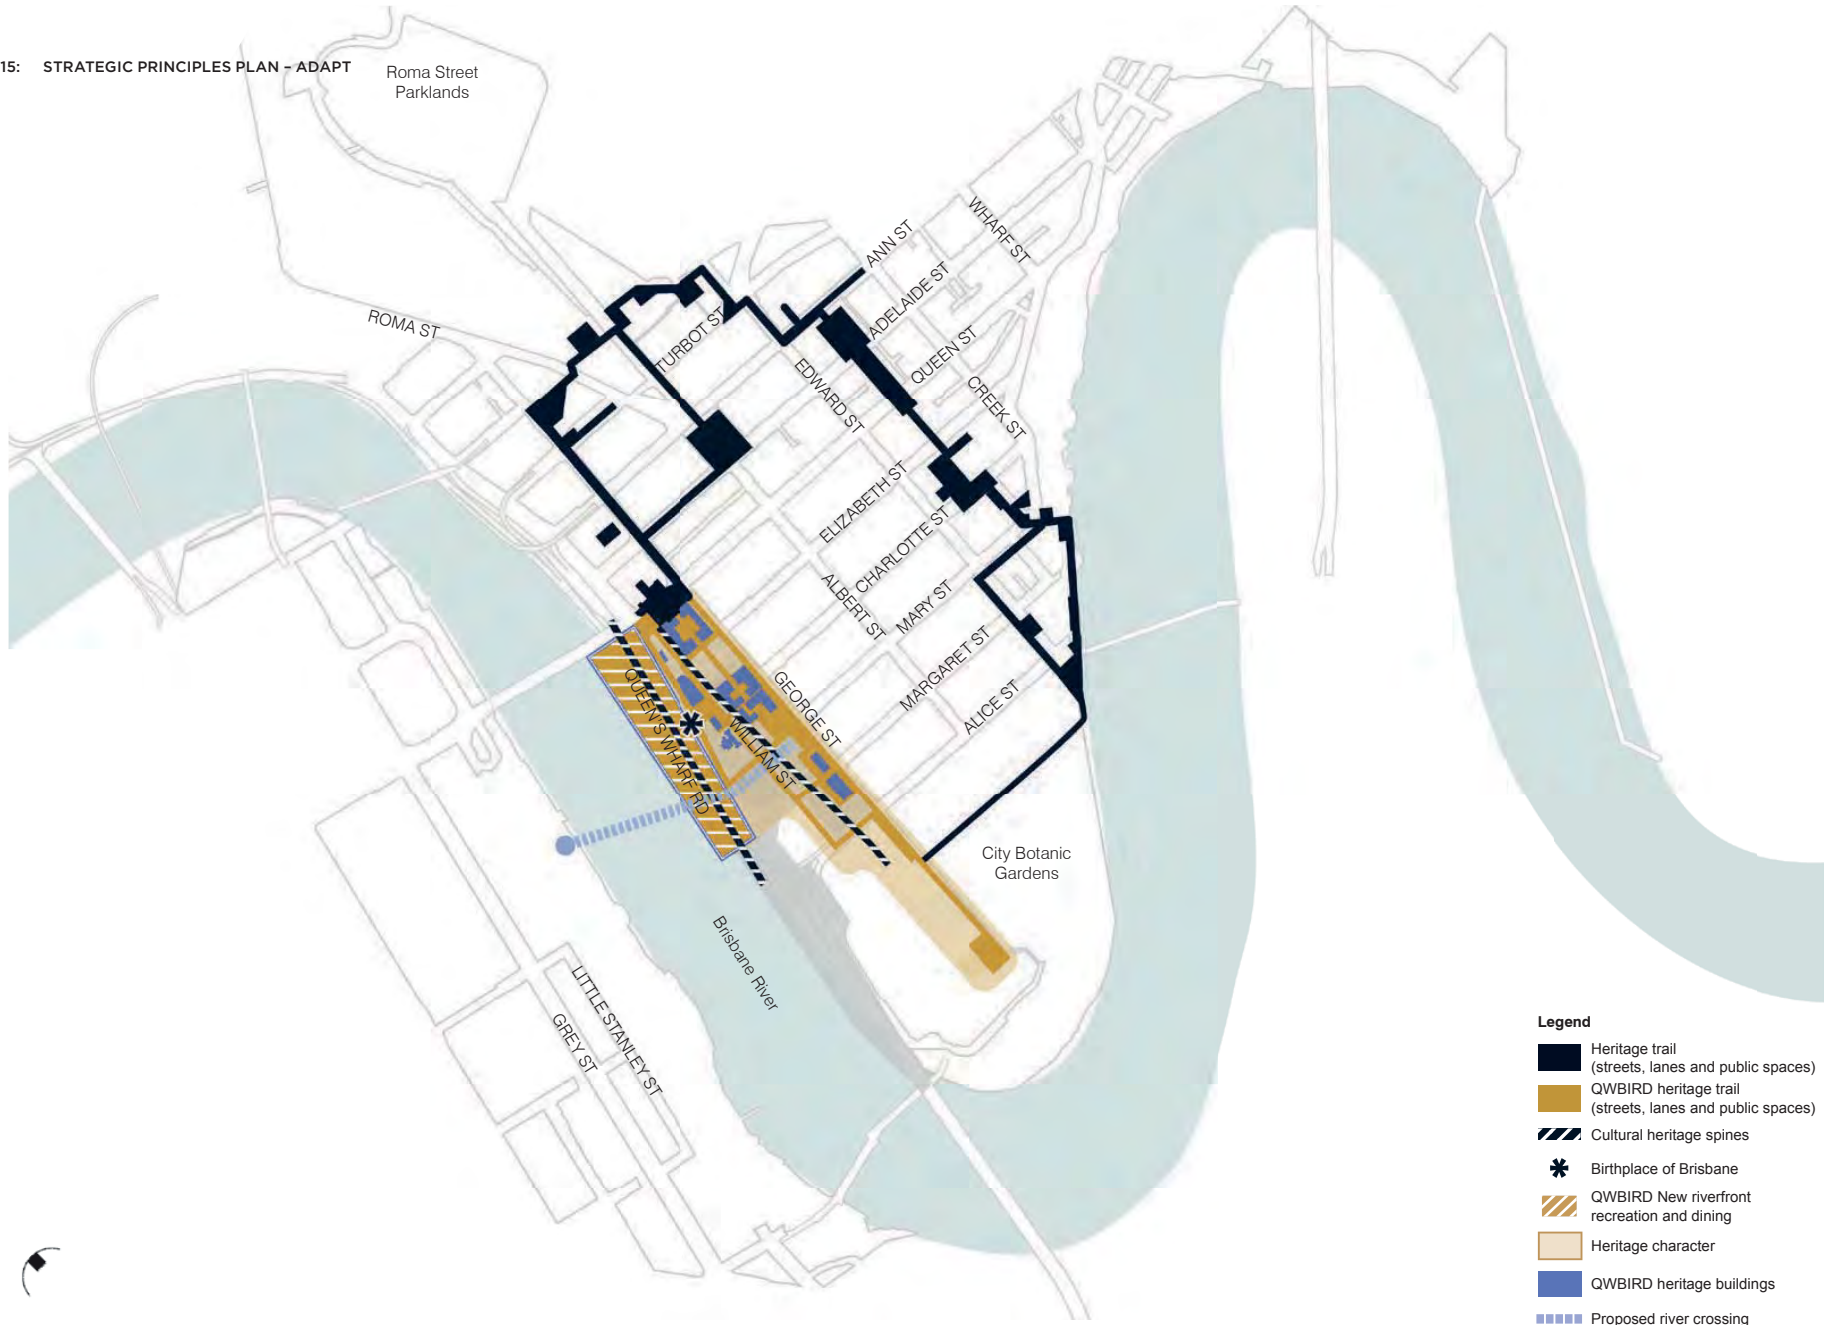 15: STRATEGIC PRINCIPLES PLAN – ADAPT
Roma Street
Parklands
WHARF ST
ANN ST
ADELAIDE ST
ROMA ST
TURBOT ST
QUEEN ST
EDWARD ST
CREEK ST
ELIZABETH ST
CHARLOTTE ST
ALBERT ST
MARY ST
MARGARET ST
GEORGE ST
ALICE ST
QUEEN'S WHARF RD
WILLIAM ST
City Botanic
Gardens
Brisbane River
LITTLE STANLEY ST
GREY ST
Legend
Heritage trail
(streets, lanes and public spaces)
QWBIRD heritage trail
(streets, lanes and public spaces)
Cultural heritage spines
Birthplace of Brisbane
QWBIRD New riverfront
recreation and dining
Heritage character
QWBIRD heritage buildings
Proposed river crossing